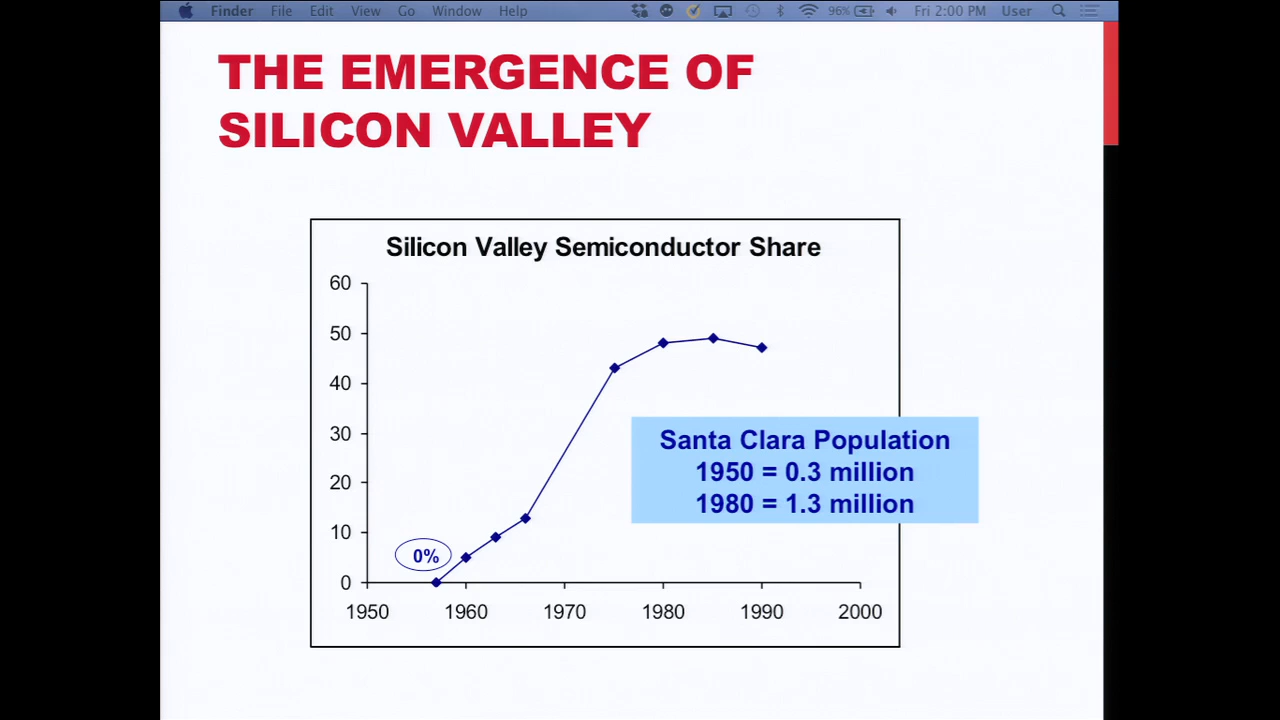 Finder File Edit View Go Window Help 96% Fri 2:00 PM User
THE EMERGENCE OF
SILICON VALLEY
Silicon Valley Semiconductor Share
60
50
40
30
20
10
0
0%
Santa Clara Population
1950 = 0.3 million
1980 = 1.3 million
1950 1960 1970 1980 1990 2000